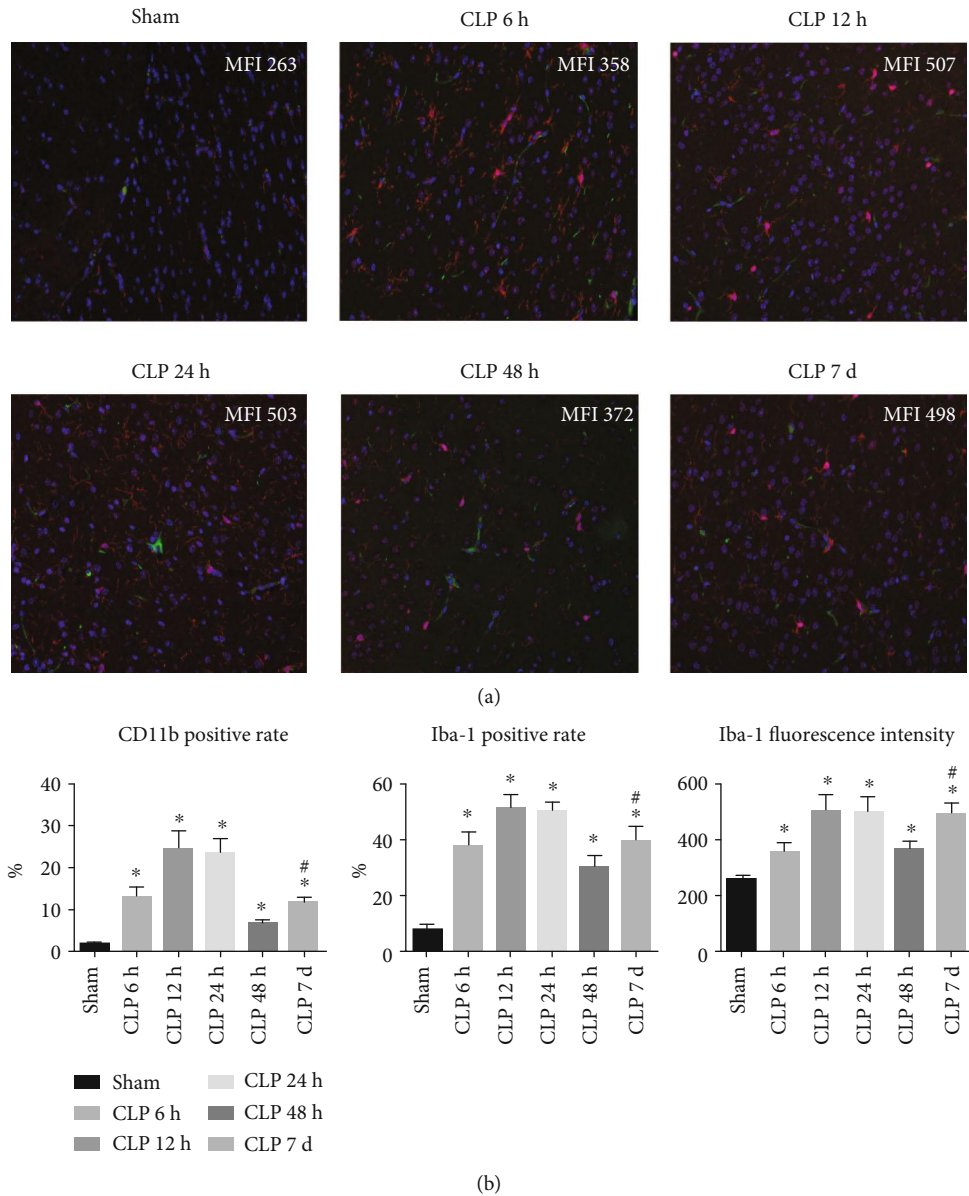 Sham
CLP 6 h
CLP 12 h
MFI 263
MFI 358
MFI 507
CLP 24 h
CLP 48 h
CLP 7 d
MFI 503
MFI 372
MFI 498
(a)
CD11b positive rate
40
30
20
10
0
%
*
*
*
*
#
*
Sham
CLP 6 h
CLP 12 h
CLP 24 h
CLP 48 h
CLP 7 d
Iba-1 positive rate
60
40
20
0
%
*
*
*
*
#
*
Sham
CLP 6 h
CLP 12 h
CLP 24 h
CLP 48 h
CLP 7 d
Iba-1 fluorescence intensity
600
400
200
0
*
*
*
*
#
*
Sham
CLP 6 h
CLP 12 h
CLP 24 h
CLP 48 h
CLP 7 d
Sham
CLP 6 h
CLP 12 h
CLP 24 h
CLP 48 h
CLP 7 d
(b)